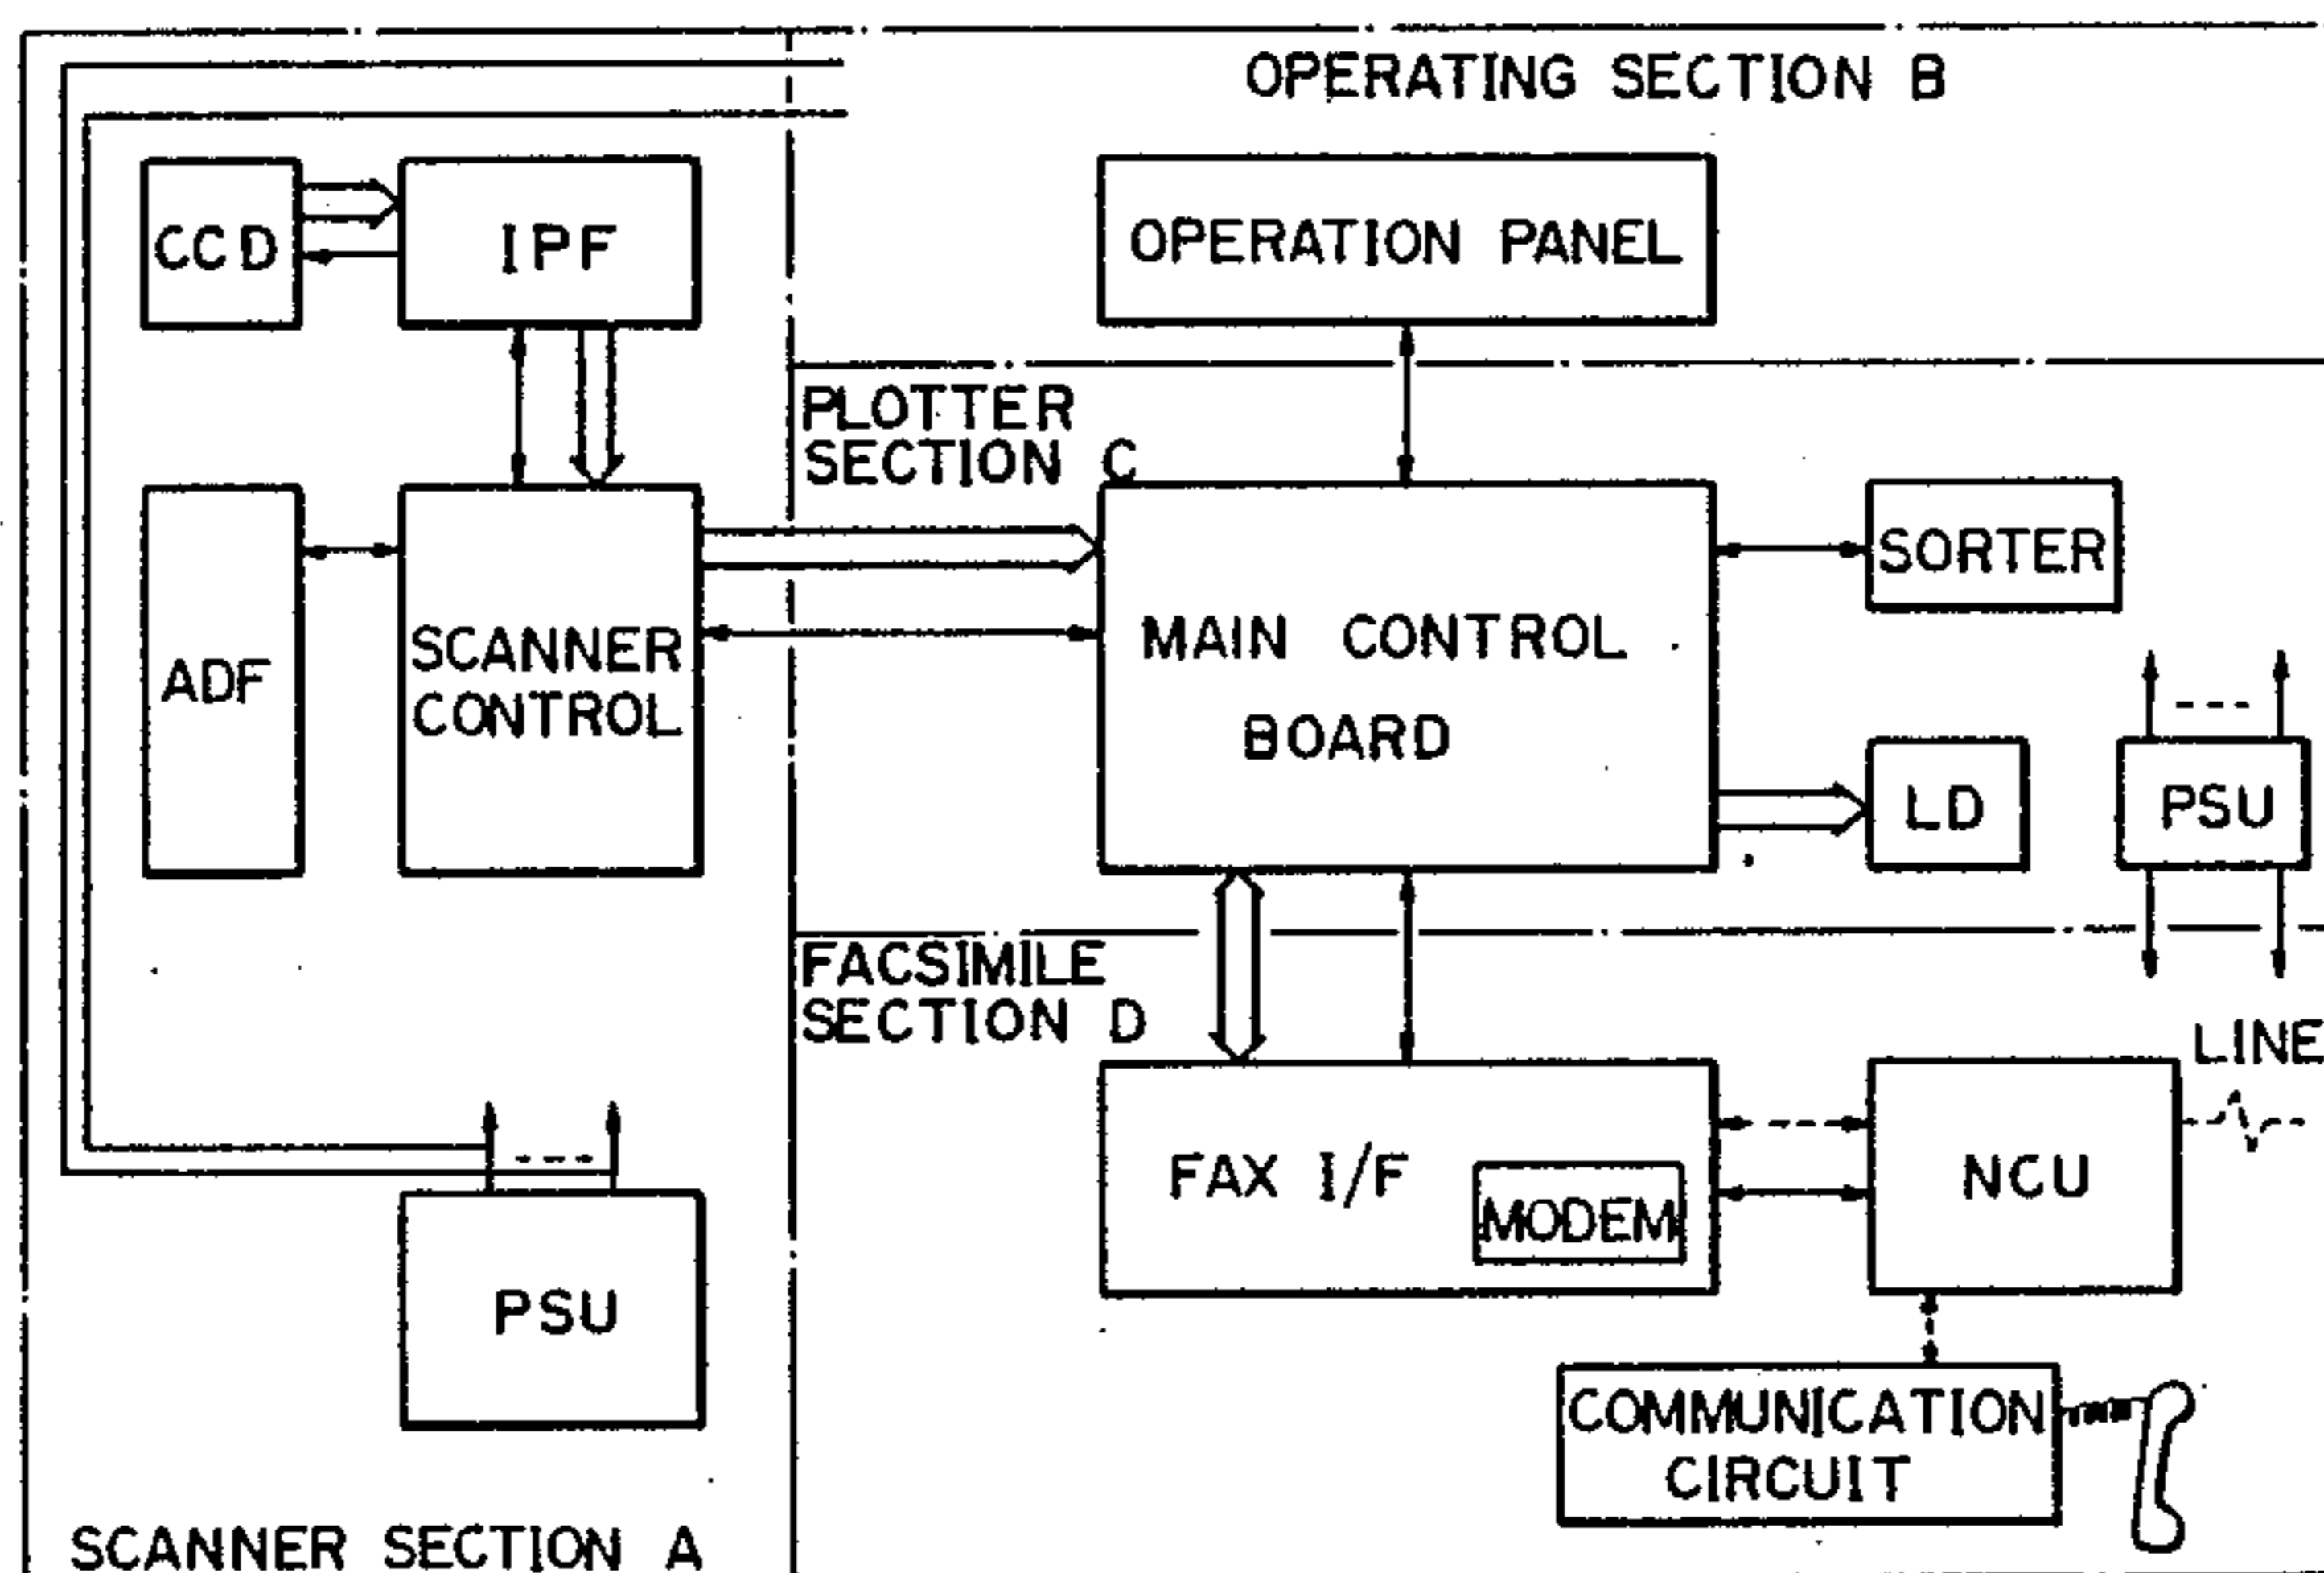 OPERATING SECTION B
CCD
IPF
OPERATION PANEL
PLOTTER
SECTION C
ADF
SCANNER
CONTROL
MAIN CONTROL
BOARD
SORTER
LD
PSU
FACSIMILE
SECTION D
LINE
FAX I/F
MODEM
NCU
PSU
COMMUNICATION
CIRCUIT
SCANNER SECTION A